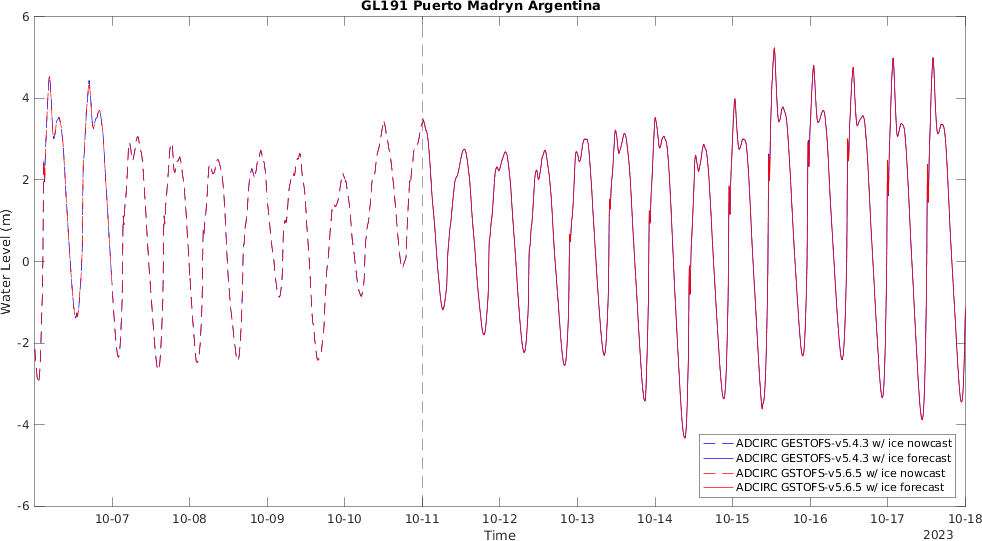 GL191 Puerto Madryn Argentina
6
4
2
0
-2
-4
-6
Water Level (m)
10-07
10-08
10-09
10-10
10-11
10-12
10-13
10-14
10-15
10-16
10-17
10-18
Time
2023
ADCIRC GESTOFS-v5.4.3 w/ ice nowcast
ADCIRC GESTOFS-v5.4.3 w/ ice forecast
ADCIRC GSTOFS-v5.6.5 w/ ice nowcast
ADCIRC GSTOFS-v5.6.5 w/ ice forecast